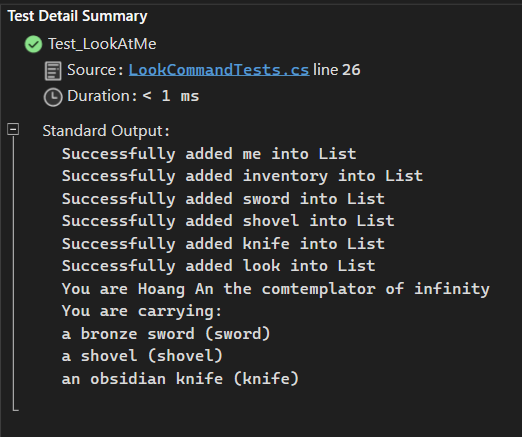 Test Detail Summary
Test_LookAtMe
Source: LookCommandTests.cs line 26
Duration: < 1 ms
Standard Output:
Successfully added me into List
Successfully added inventory into List
Successfully added sword into List
Successfully added shovel into List
Successfully added knife into List
Successfully added look into List
You are Hoang An the comtemplator of infinity
You are carrying:
a bronze sword (sword)
a shovel (shovel)
an obsidian knife (knife)